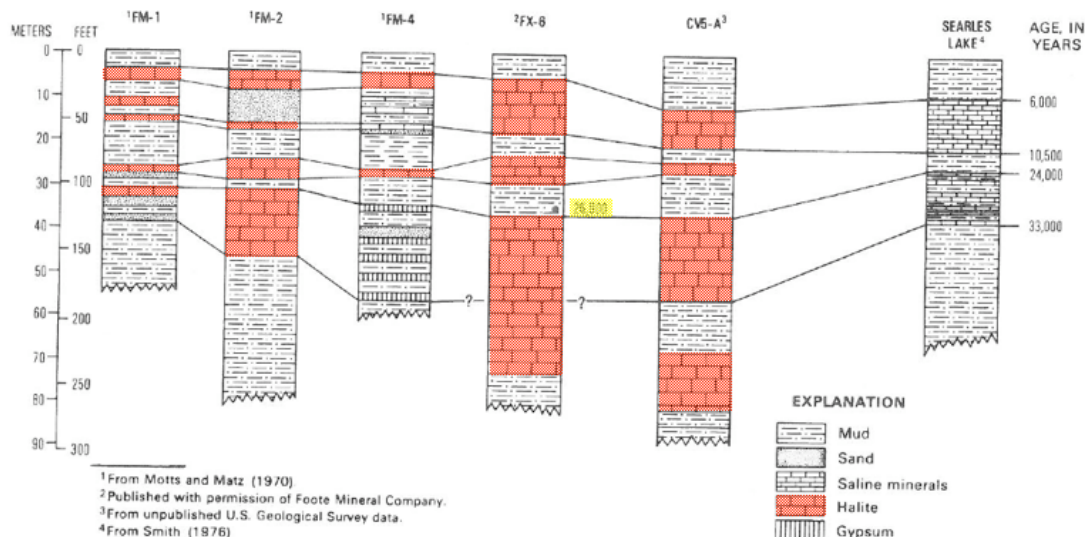 ¹FM-1 ¹FM-2 ¹FM-4 ²FX-6 CV5-A³
METERS FEET SEARLES LAKE⁴ AGE, IN YEARS
0 0
10
50
20
30 100
40
150
50
60 200
70
250
80
90 300
6,000
10,500
24,000
33,000
26,000
?
?
EXPLANATION
Mud
Sand
Saline minerals
Halite
Gypsum
¹From Motts and Matz (1970)
²Published with permission of Foote Mineral Company.
³From unpublished U.S. Geological Survey data.
⁴From Smith (1976)